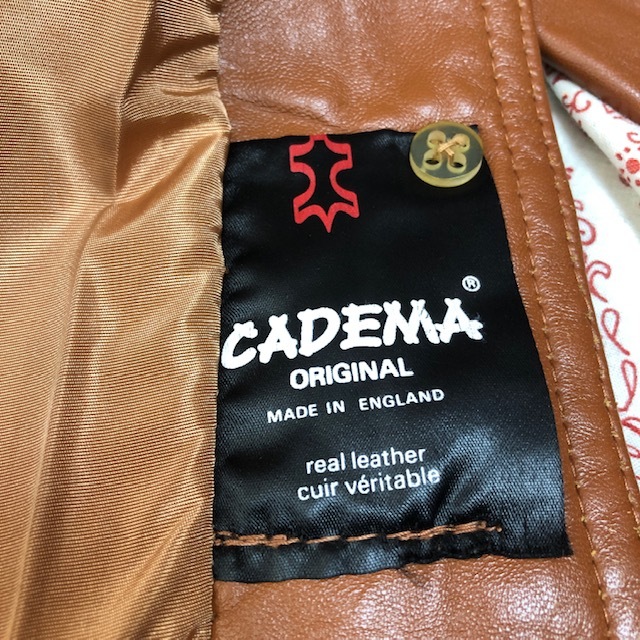 CADEMA ®
ORIGINAL
MADE IN ENGLAND
real leather
cuir véritable